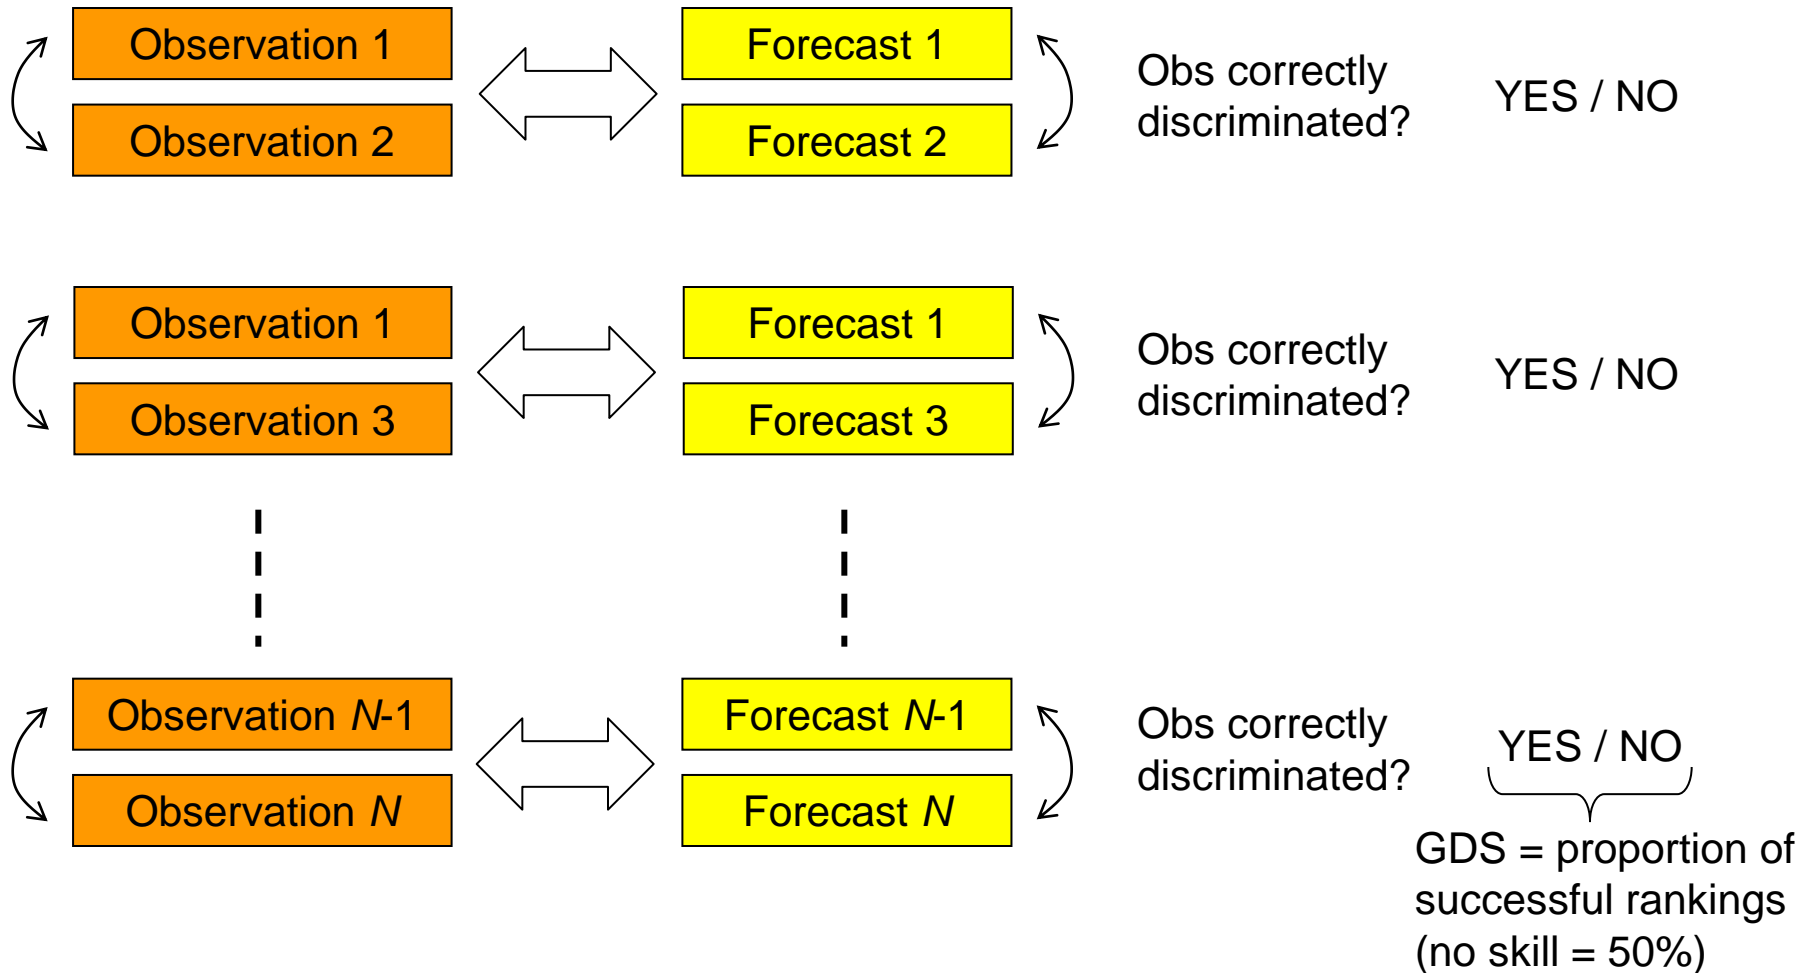 Observation 1
Forecast 1
Obs correctly
discriminated?
YES / NO
Observation 2
Forecast 2
Observation 1
Forecast 1
Obs correctly
discriminated?
YES / NO
Observation 3
Forecast 3
Observation N-1
Forecast N-1
Obs correctly
discriminated?
YES / NO
Observation N
Forecast N
GDS = proportion of
successful rankings
(no skill = 50%)